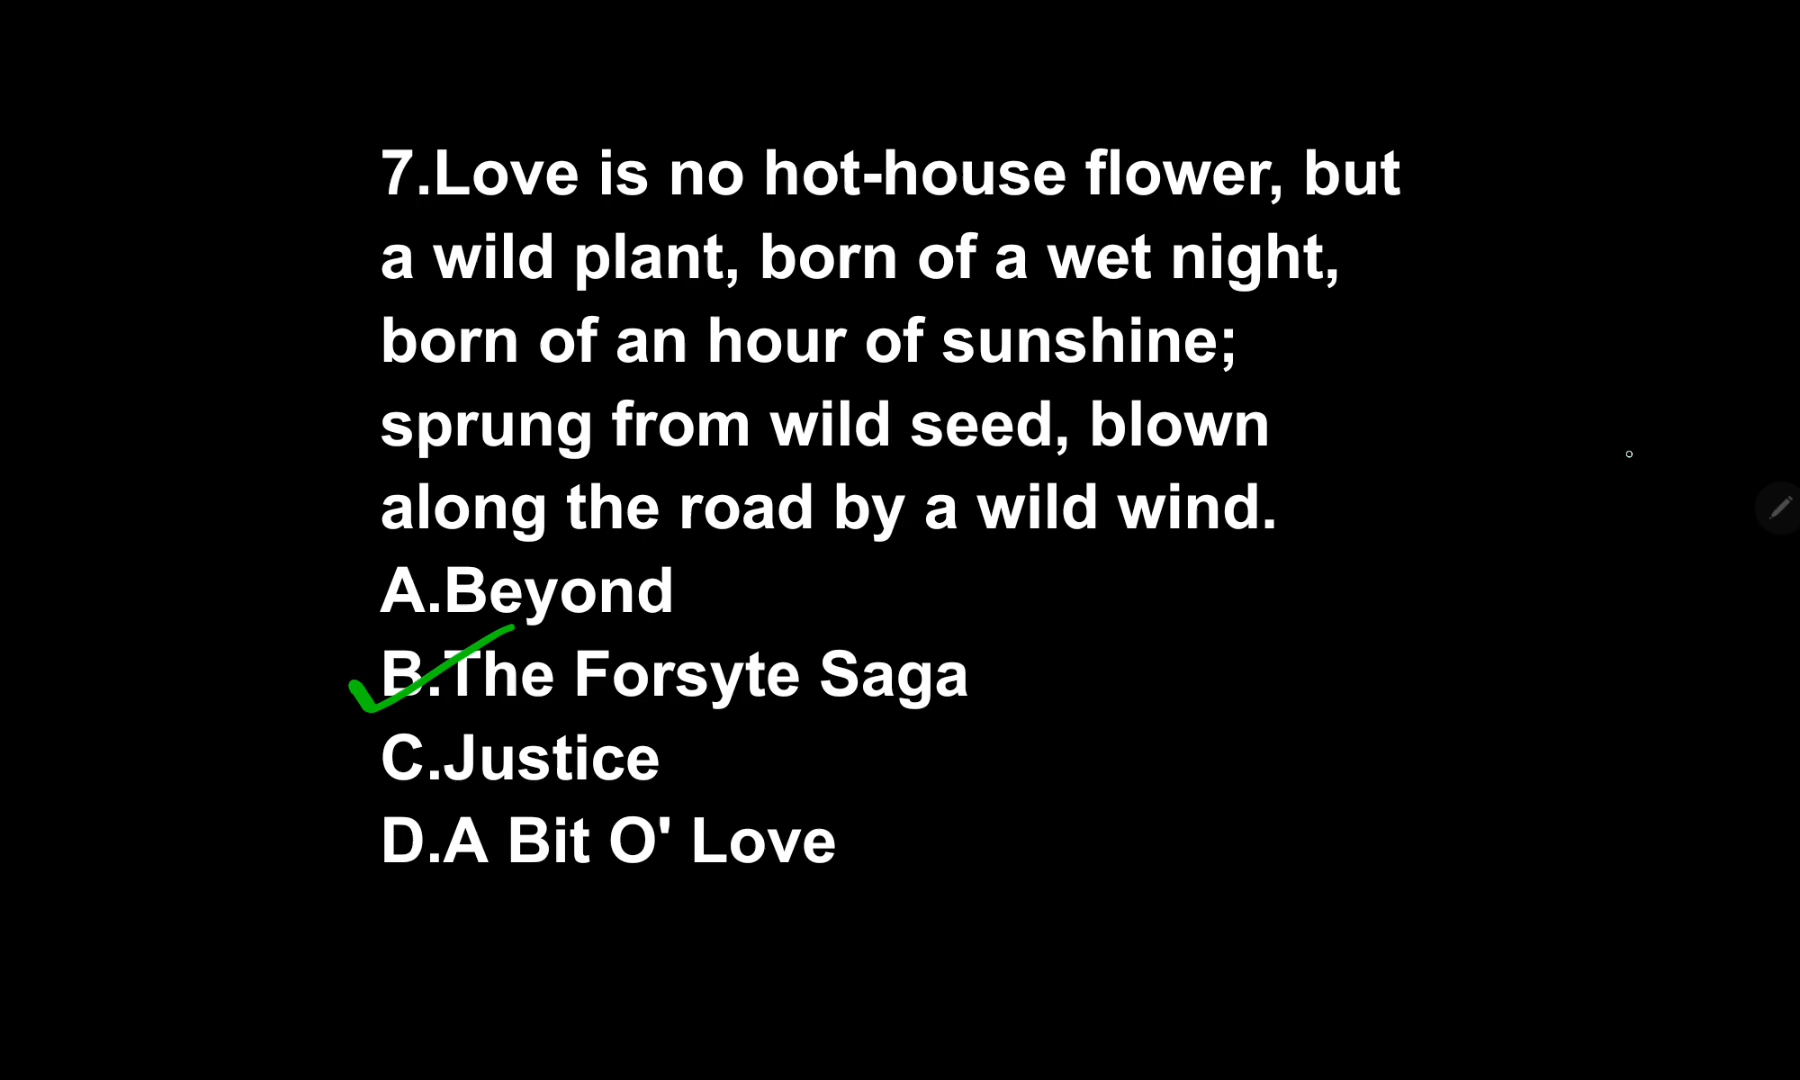 7.Love is no hot-house flower, but
a wild plant, born of a wet night,
born of an hour of sunshine;
sprung from wild seed, blown
along the road by a wild wind.
A.Beyond
B.The Forsyte Saga
C.Justice
D.A Bit O' Love